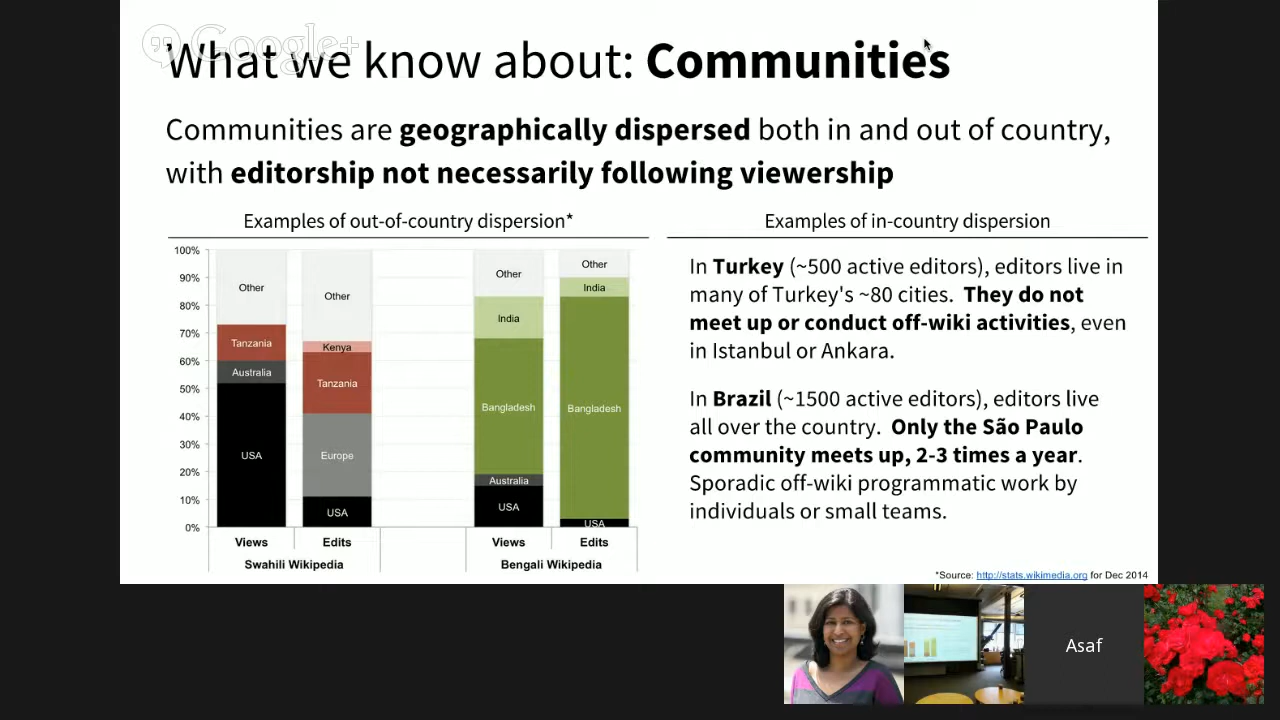 Google+
What we know about: Communities
Communities are geographically dispersed both in and out of country,
with editorship not necessarily following viewership
Examples of out-of-country dispersion*
100%
90%
80%
70%
60%
50%
40%
30%
20%
10%
0%
Other
Tanzania
Australia
USA
Other
Kenya
Tanzania
Europe
USA
Other
India
Bangladesh
Australia
USA
Other
India
Bangladesh
USA
Views
Edits
Views
Edits
Swahili Wikipedia
Bengali Wikipedia
Examples of in-country dispersion
In Turkey (~500 active editors), editors live in
many of Turkey's ~80 cities. They do not
meet up or conduct off-wiki activities, even
in Istanbul or Ankara.
In Brazil (~1500 active editors), editors live
all over the country. Only the São Paulo
community meets up, 2-3 times a year.
Sporadic off-wiki programmatic work by
individuals or small teams.
*Source: http://stats.wikimedia.org for Dec 2014
Asaf